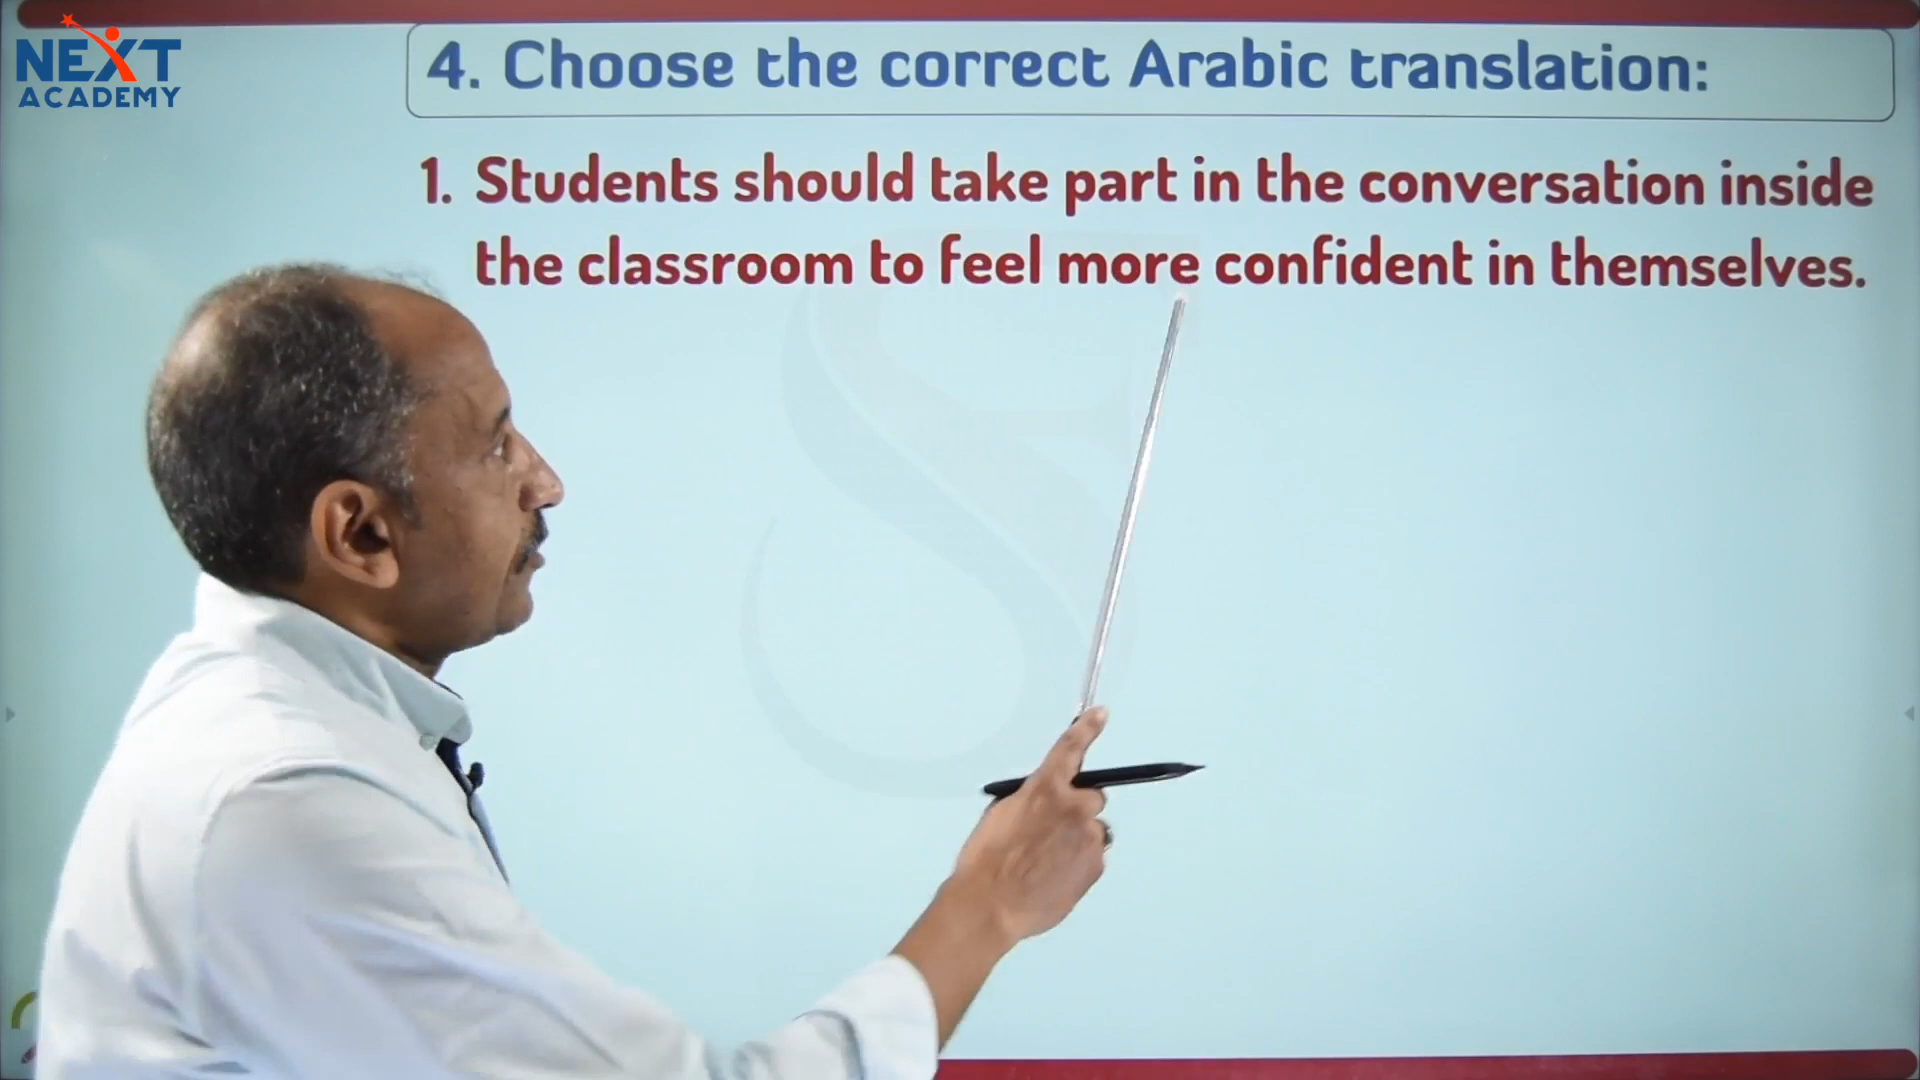 NEXT
ACADEMY
4. Choose the correct Arabic translation:
1. Students should take part in the conversation inside
the classroom to feel more confident in themselves.